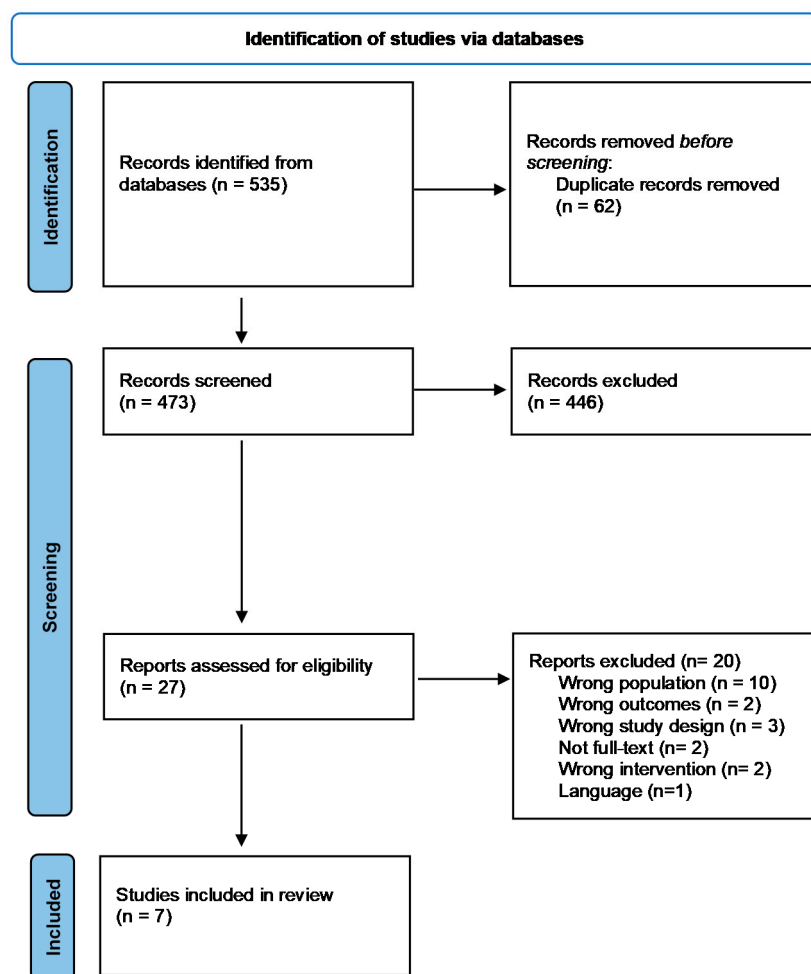 Identification of studies via databases
Identification
Records identified from
databases (n = 535)
Records removed before
screening:
Duplicate records removed
(n = 62)
Screening
Records screened
(n = 473)
Records excluded
(n = 446)
Reports assessed for eligibility
(n = 27)
Reports excluded (n= 20)
Wrong population (n = 10)
Wrong outcomes (n = 2)
Wrong study design (n = 3)
Not full-text (n= 2)
Wrong intervention (n= 2)
Language (n=1)
Included
Studies included in review
(n = 7)